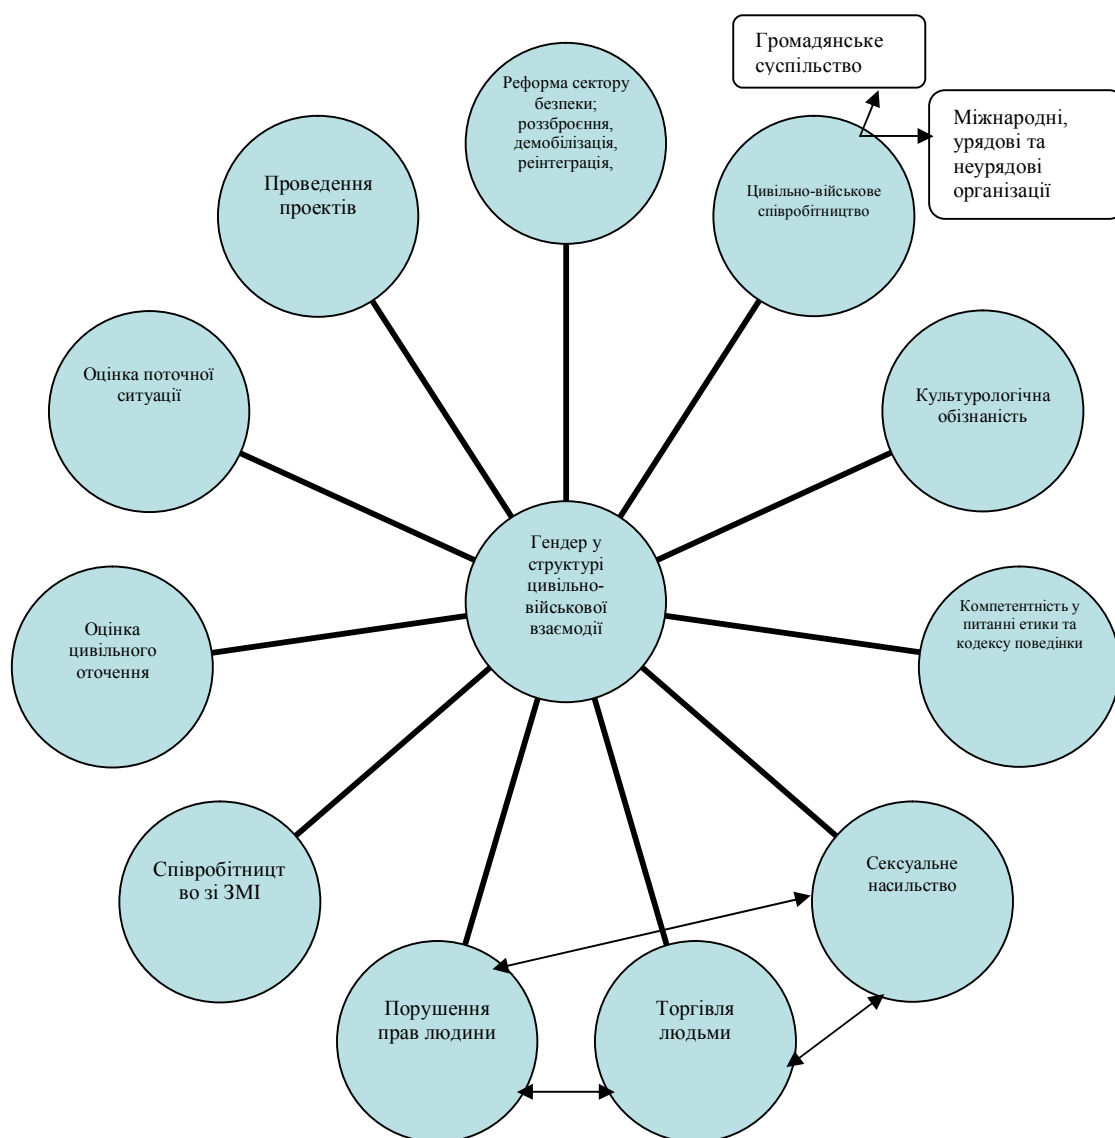 Громадянське
суспільство
Міжнародні,
урядові та
неурядові
організації
Реформа сектору
безпеки;
роззброєння,
демобілізація,
реінтеграція,
Проведення
проектів
Цивільно-військове
співробітництво
Оцінка поточної
ситуації
Культурологічна
обізнаність
Гендер у
структурі
цивільно-
військової
взаємодії
Оцінка
цивільного
оточення
Компетентність у
питанні етики та
кодексу поведінки
Співробітницт
во зі ЗМІ
Сексуальне
насильство
Порушення
прав людини
Торгівля
людьми